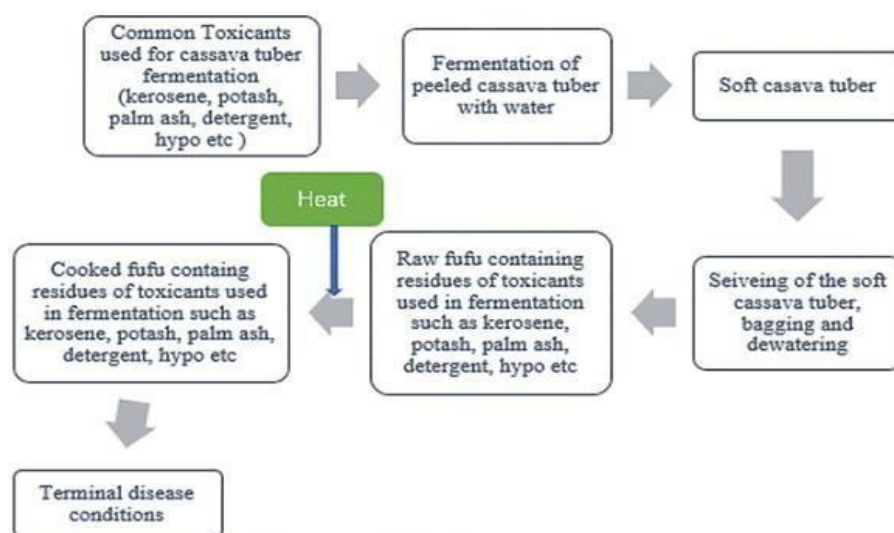 Common Toxicants
used for cassava tuber
fermentation
(kerosene, potash,
palm ash, detergent,
hypo etc )
Fermentation of
peeled cassava tuber
with water
Soft casava tuber
Heat
Cooked fufu containg
residues of toxicants used
in fermentation such as
kerosene, potash, palm ash,
detergent, hypo etc
Raw fufu containing
residues of toxicants
used in fermentation
such as kerosene,
potash, palm ash,
detergent, hypo etc
Seiveing of the soft
cassava tuber,
bagging and
dewatering
Terminal disease
conditions